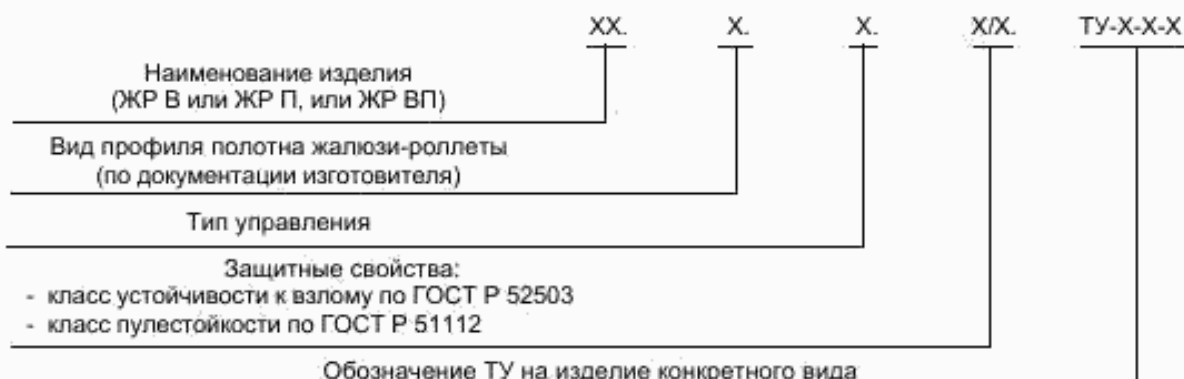 ХХ. Х. Х. Х/Х. ТУ-Х-Х-Х
Наименование изделия
(ЖР В или ЖР П, или ЖР ВП)
Вид профиля полотна жалюзи-роллеты
(по документации изготовителя)
Тип управления
Защитные свойства:
- класс устойчивости к взлому по ГОСТ Р 52503
- класс пулестойкости по ГОСТ Р 51112
Обозначение ТУ на изделие конкретного вида